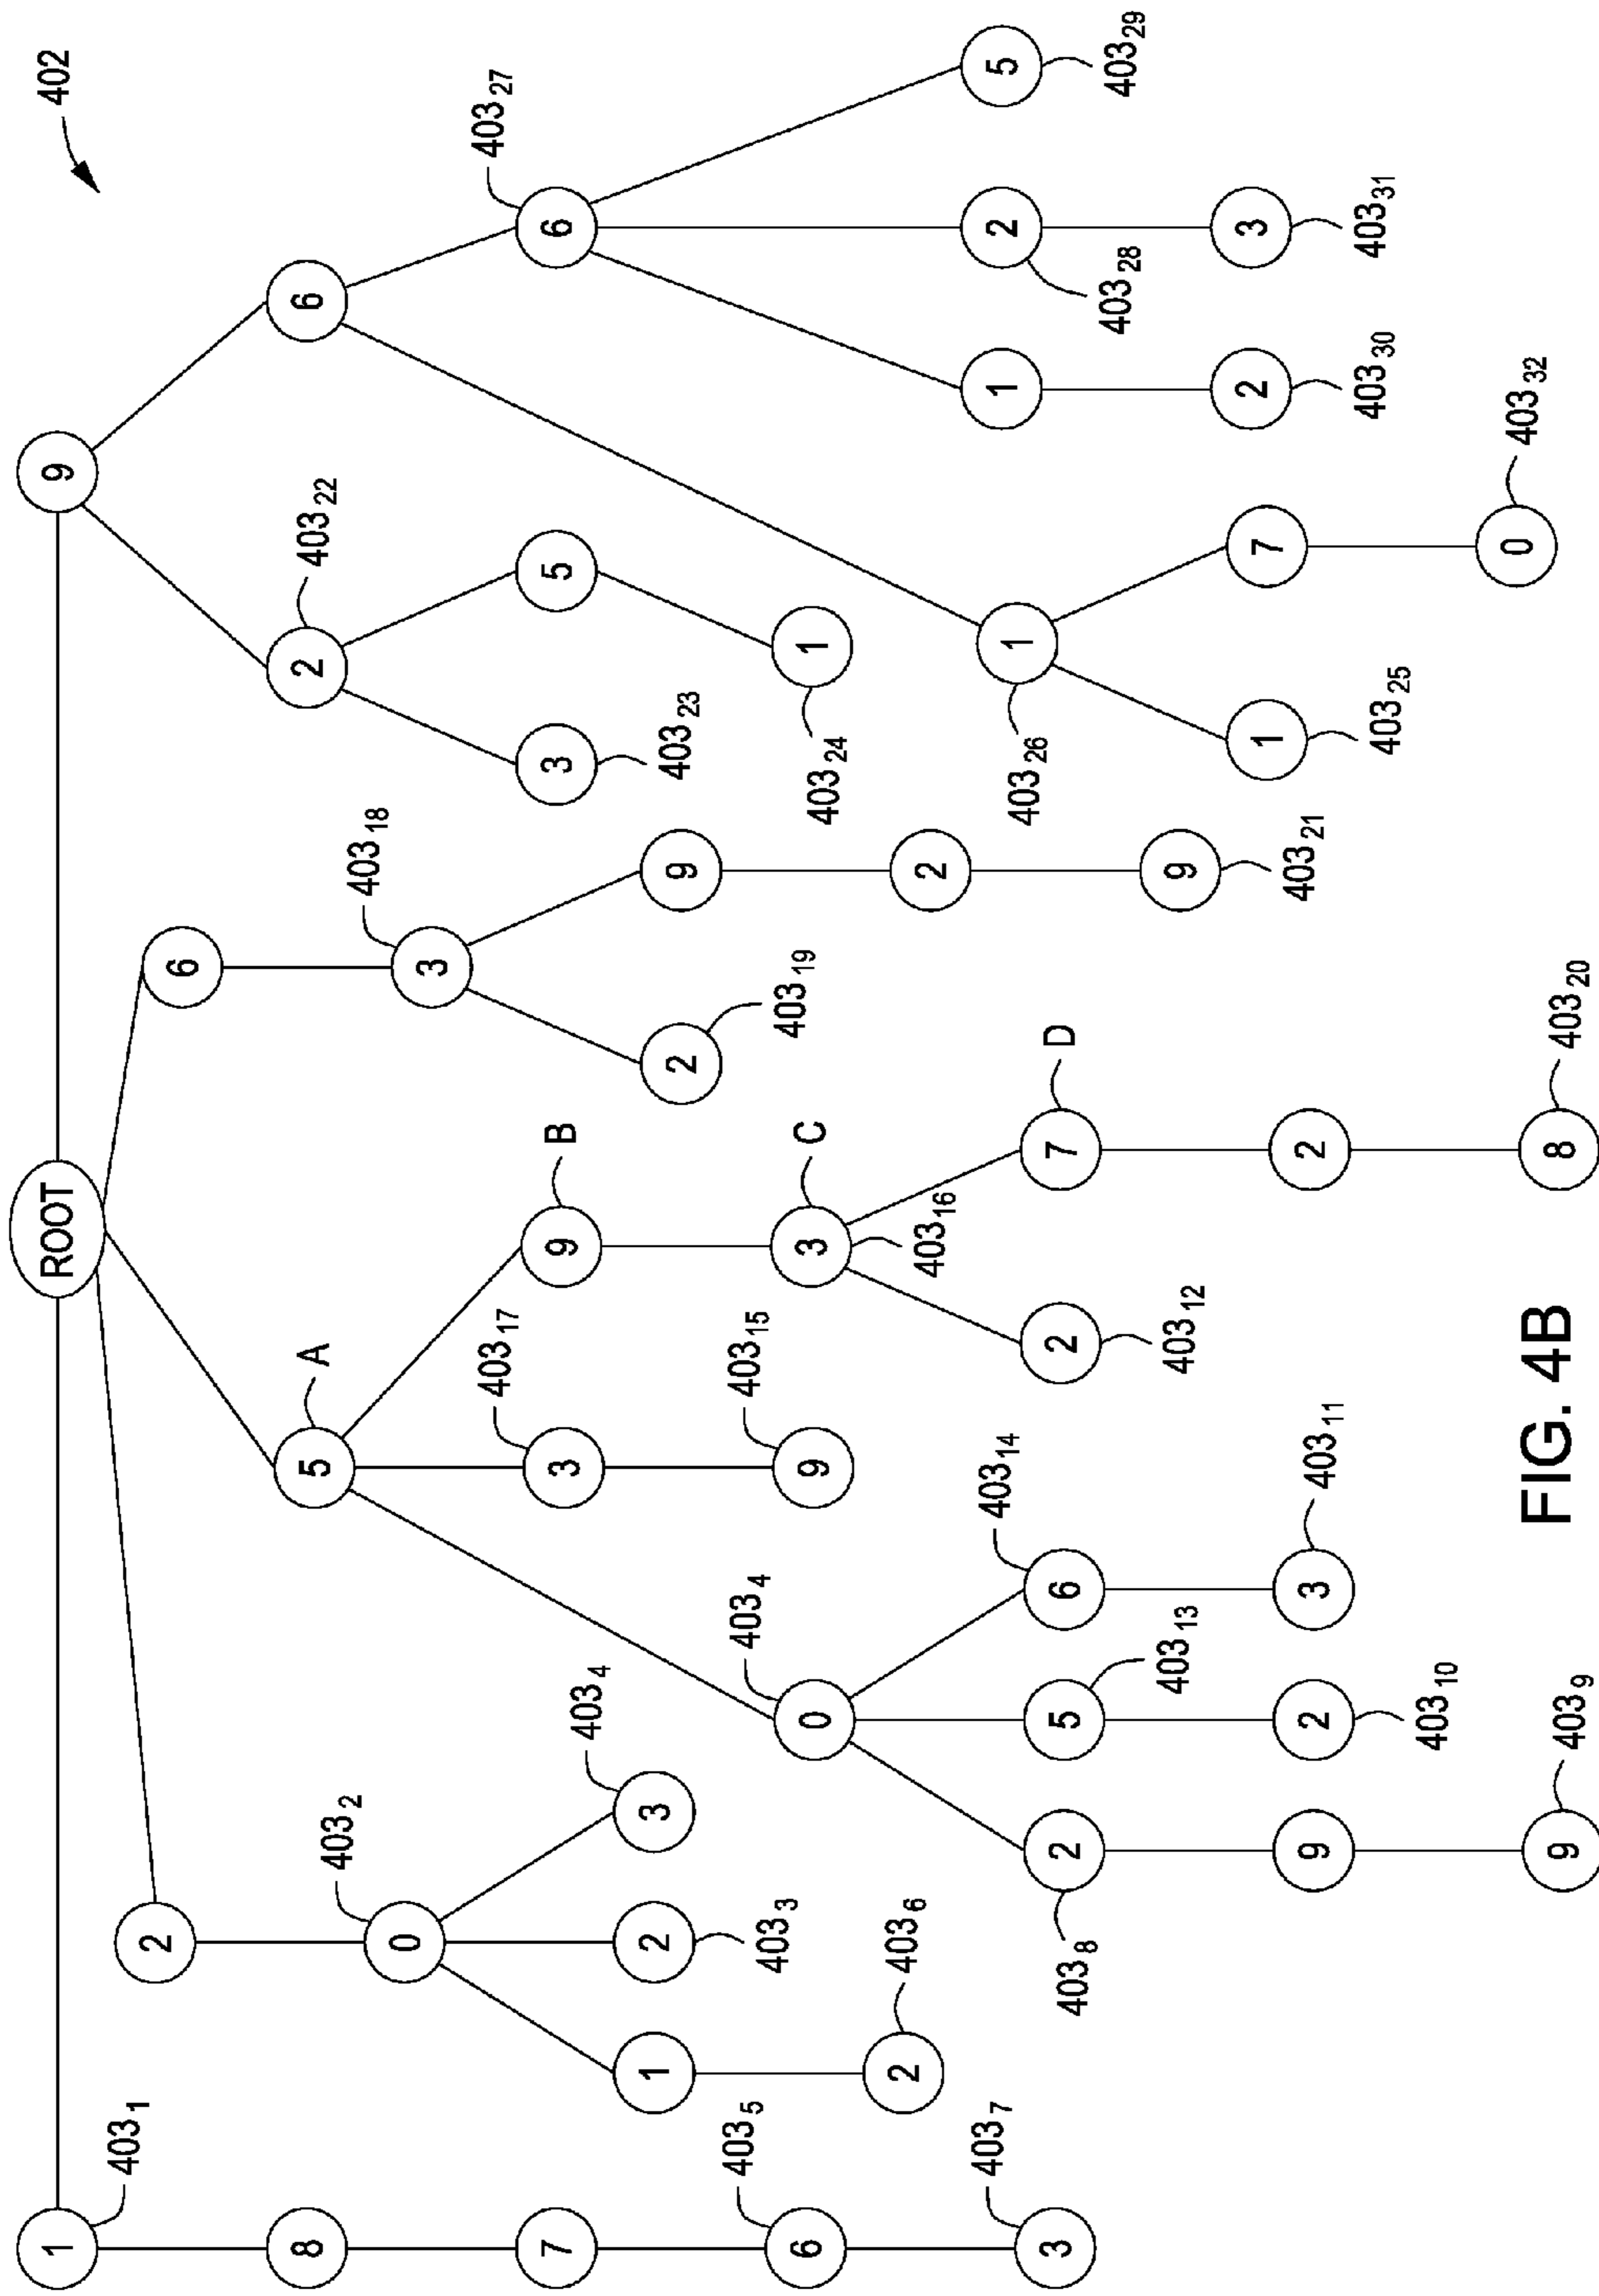 402
1 ROOT 9
403₁
2 6
8 5 A 2 403₂₂ 6
403₂ 403₁₈
0 3
403₁₇ 403₂₇
7 3 9 B 3 5 6
403₄
1 2 3 2 9 403₂₃
403₅ 403₄ 403₁₅
403₃ 403₁₉
6 0 9 3 C 1
403₂₄
2 403₆ 403₁₆ 2
403₇ 403₁₄
1 1 2 5
403₂₆
3 2 5 6 2 7 D
403₈ 403₂₈ 403₂₉
403₁₃ 403₁₂ 9
2 3
1 7
403₂₁
9 2 3 2
403₁₁
403₂₅ 403₃₀ 403₃₁
403₁₀
0 403₃₂
9 403₉ 8 403₂₀
FIG. 4B